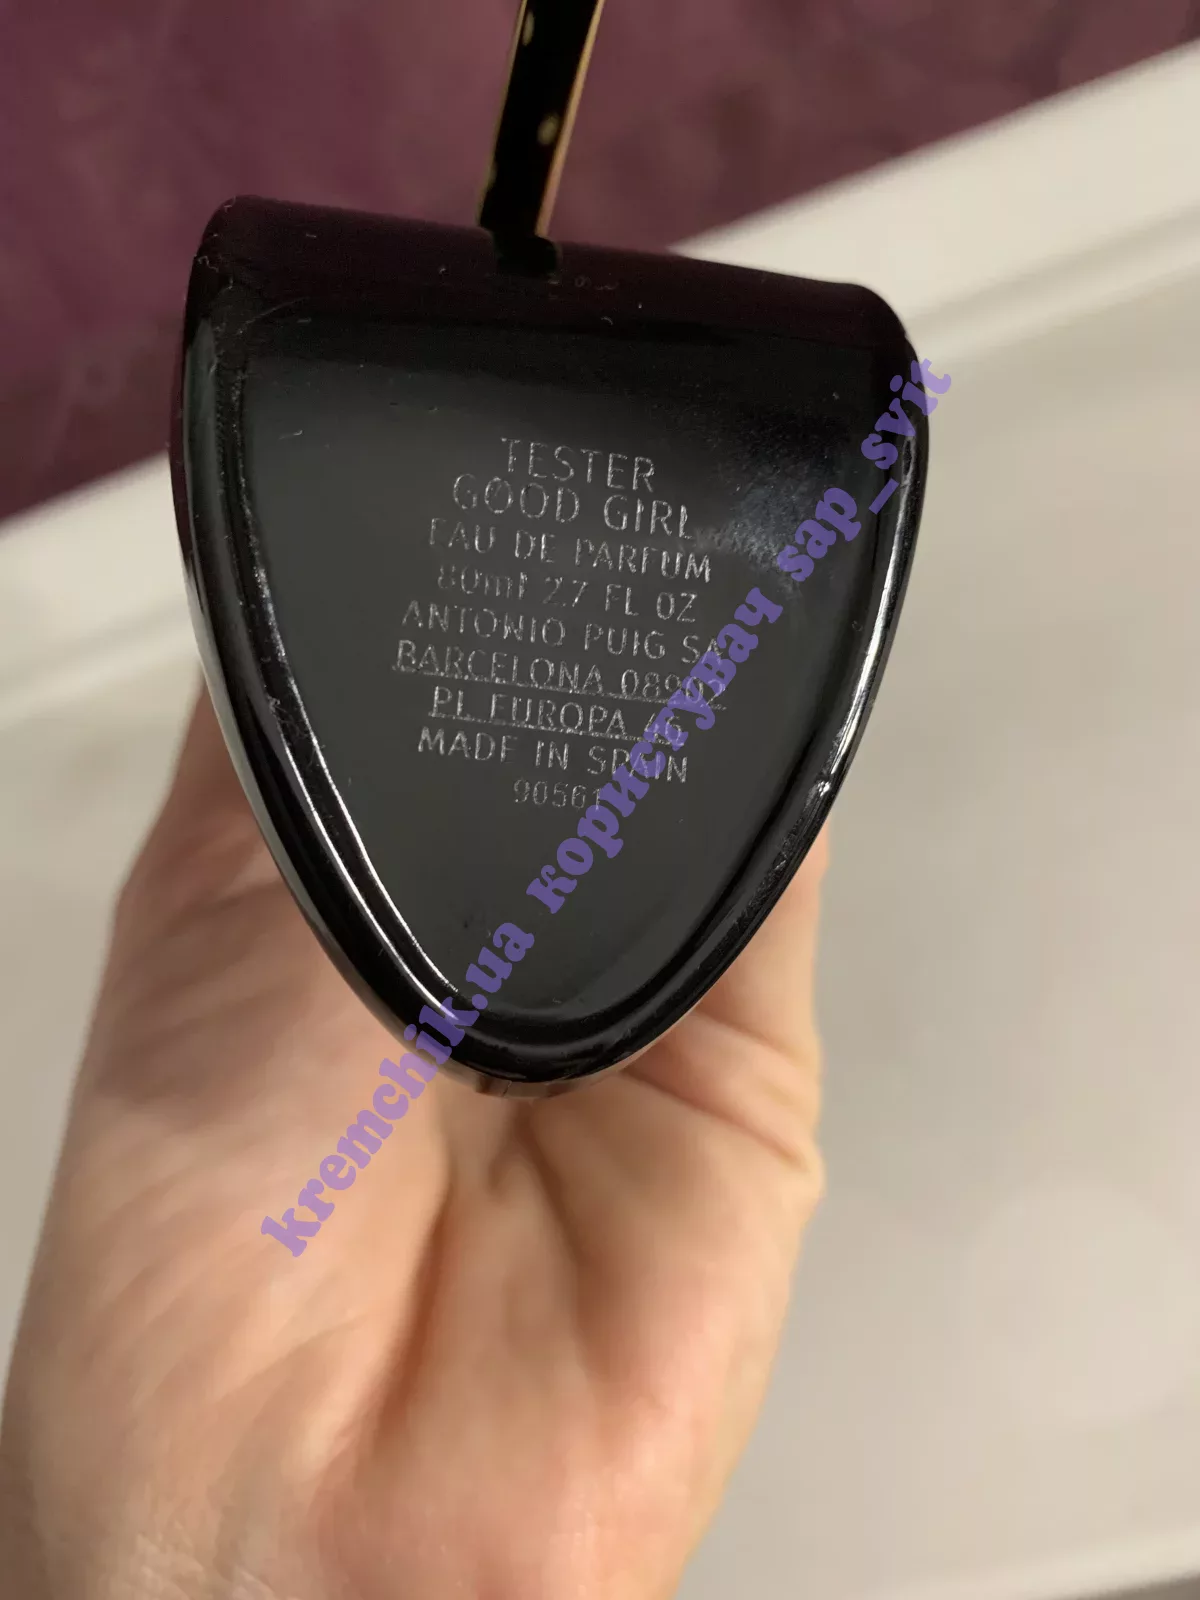 TESTER
GOOD GIRL
EAU DE PARFUM
80ml 2.7 FL OZ
ANTONIO PUIG SA
BARCELONA 08902
PL EUROPA 46
MADE IN SPAIN
90561
kremchik.ua користувач sap_svit